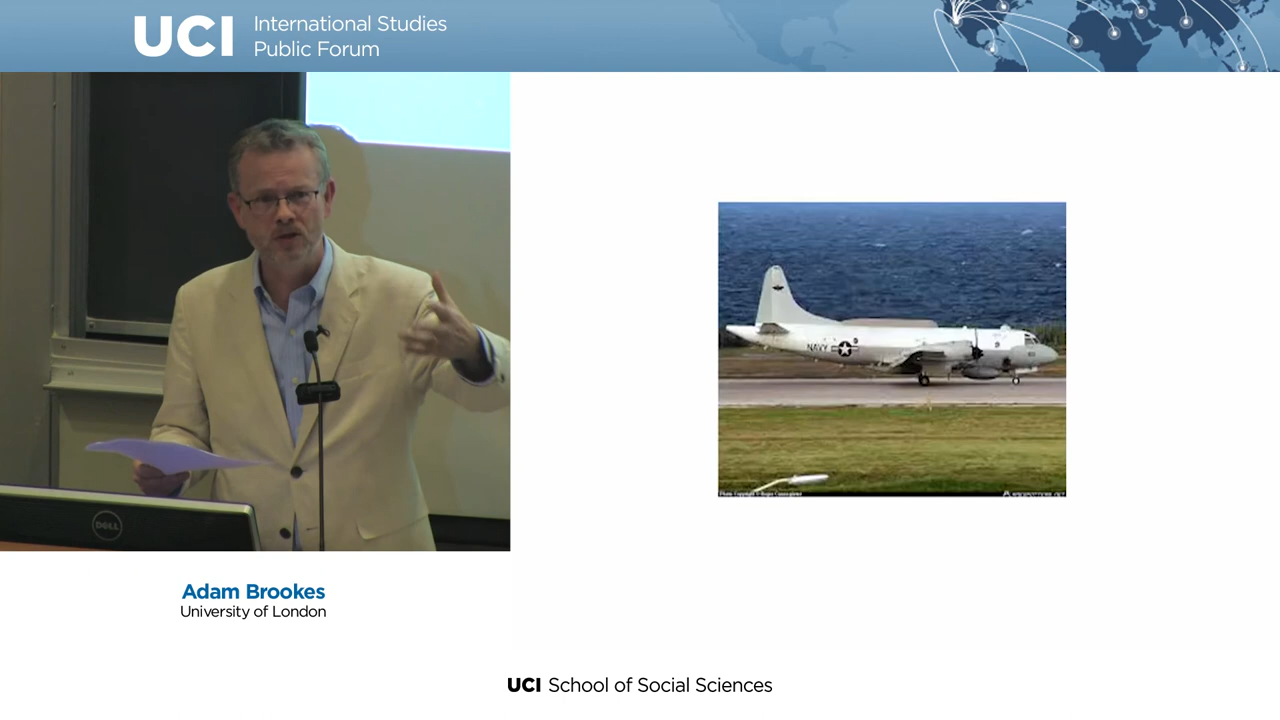 UCI
International Studies
Public Forum
NAVY
DELL
Adam Brookes
University of London
UCI School of Social Sciences